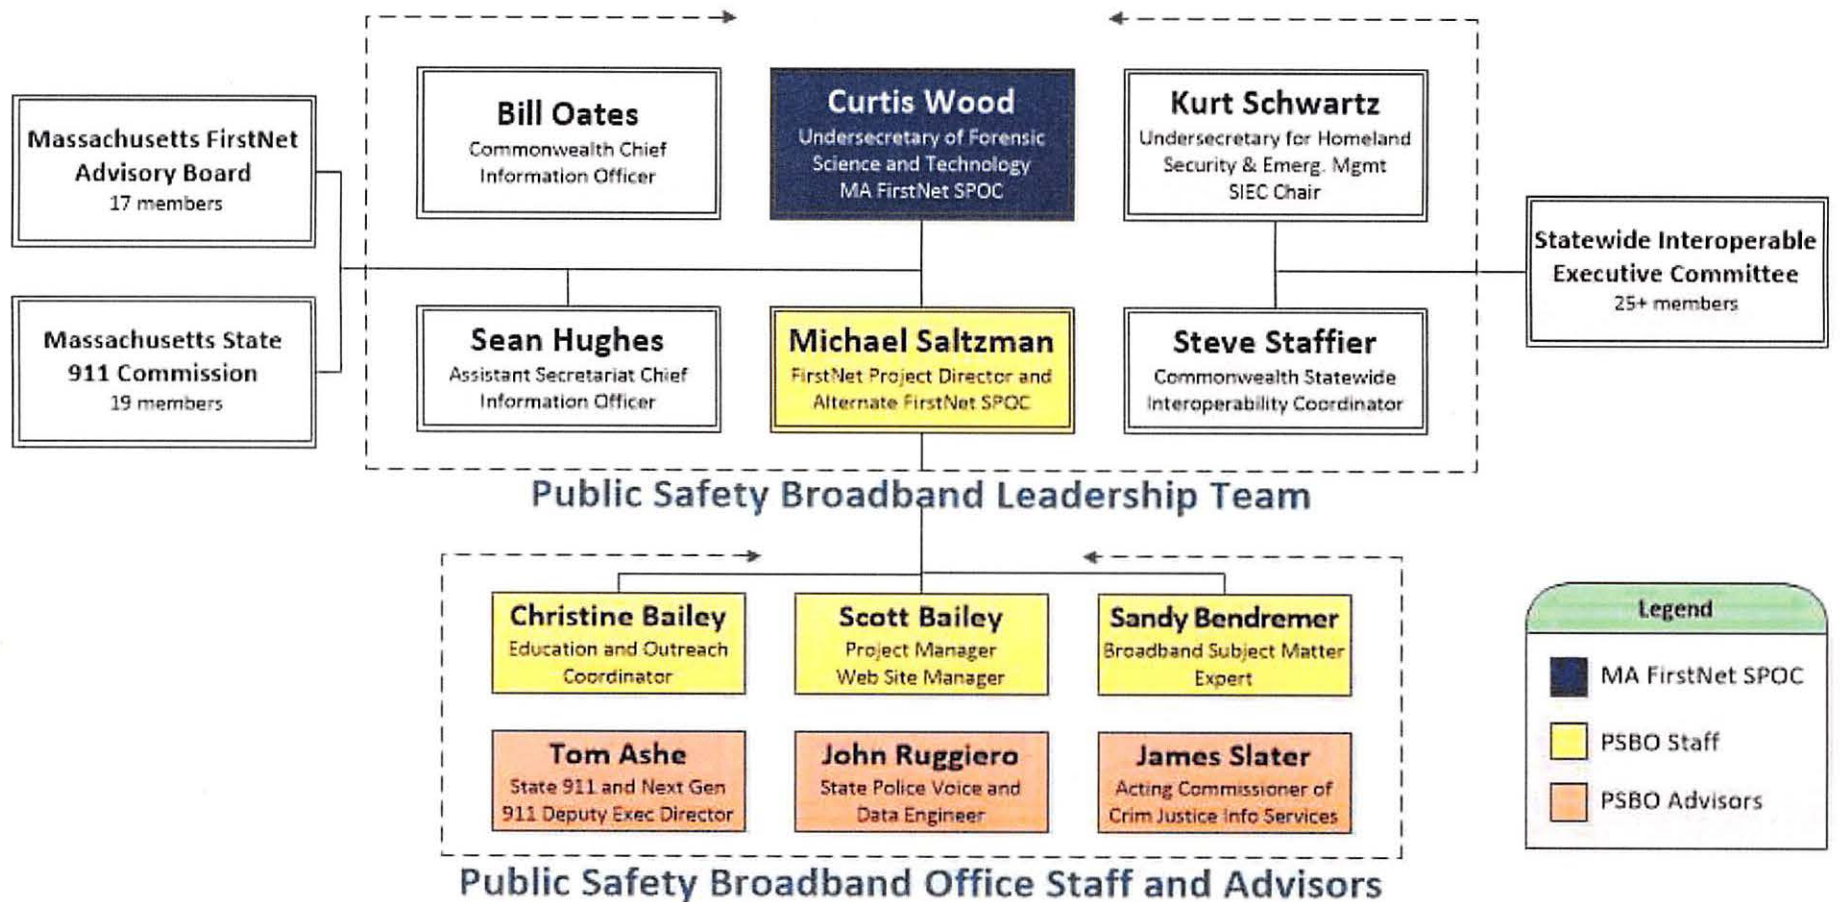 Massachusetts FirstNet
Advisory Board
17 members
Massachusetts State
911 Commission
19 members
Bill Oates
Commonwealth Chief
Information Officer
Curtis Wood
Undersecretary of Forensic
Science and Technology
MA FirstNet SPOC
Kurt Schwartz
Undersecretary for Homeland
Security & Emerg. Mgmt
SIEC Chair
Statewide Interoperable
Executive Committee
25+ members
Sean Hughes
Assistant Secretariat Chief
Information Officer
Michael Saltzman
FirstNet Project Director and
Alternate FirstNet SPOC
Steve Staffier
Commonwealth Statewide
Interoperability Coordinator
Public Safety Broadband Leadership Team
Christine Bailey
Education and Outreach
Coordinator
Scott Bailey
Project Manager
Web Site Manager
Sandy Bendremer
Broadband Subject Matter
Expert
Tom Ashe
State 911 and Next Gen
911 Deputy Exec Director
John Ruggiero
State Police Voice and
Data Engineer
James Slater
Acting Commissioner of
Crim Justice Info Services
Public Safety Broadband Office Staff and Advisors
Legend
MA FirstNet SPOC
PSBO Staff
PSBO Advisors